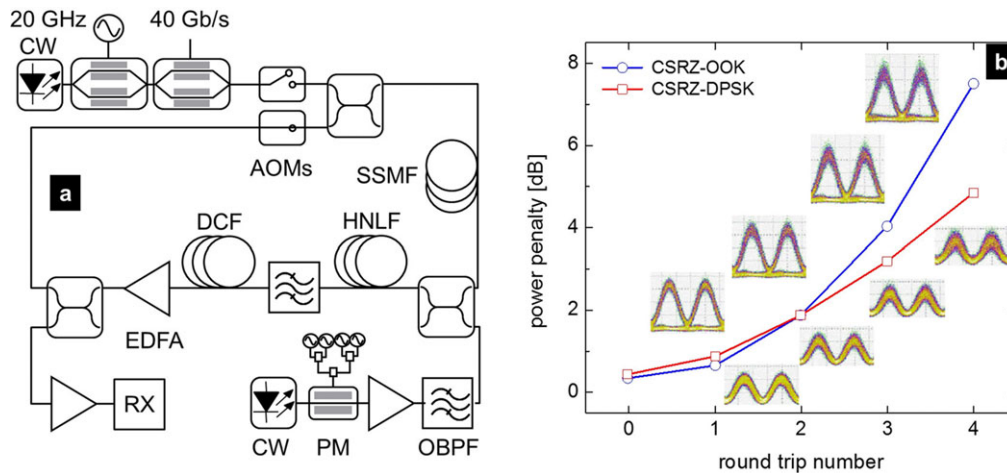 20 GHz
40 Gb/s
CW
AOMs
SSMF
a
DCF
HNLF
EDFA
RX
CW
PM
OBPF
b
CSRZ-OOK
CSRZ-DPSK
power penalty [dB]
8
6
4
2
0
0 1 2 3 4
round trip number